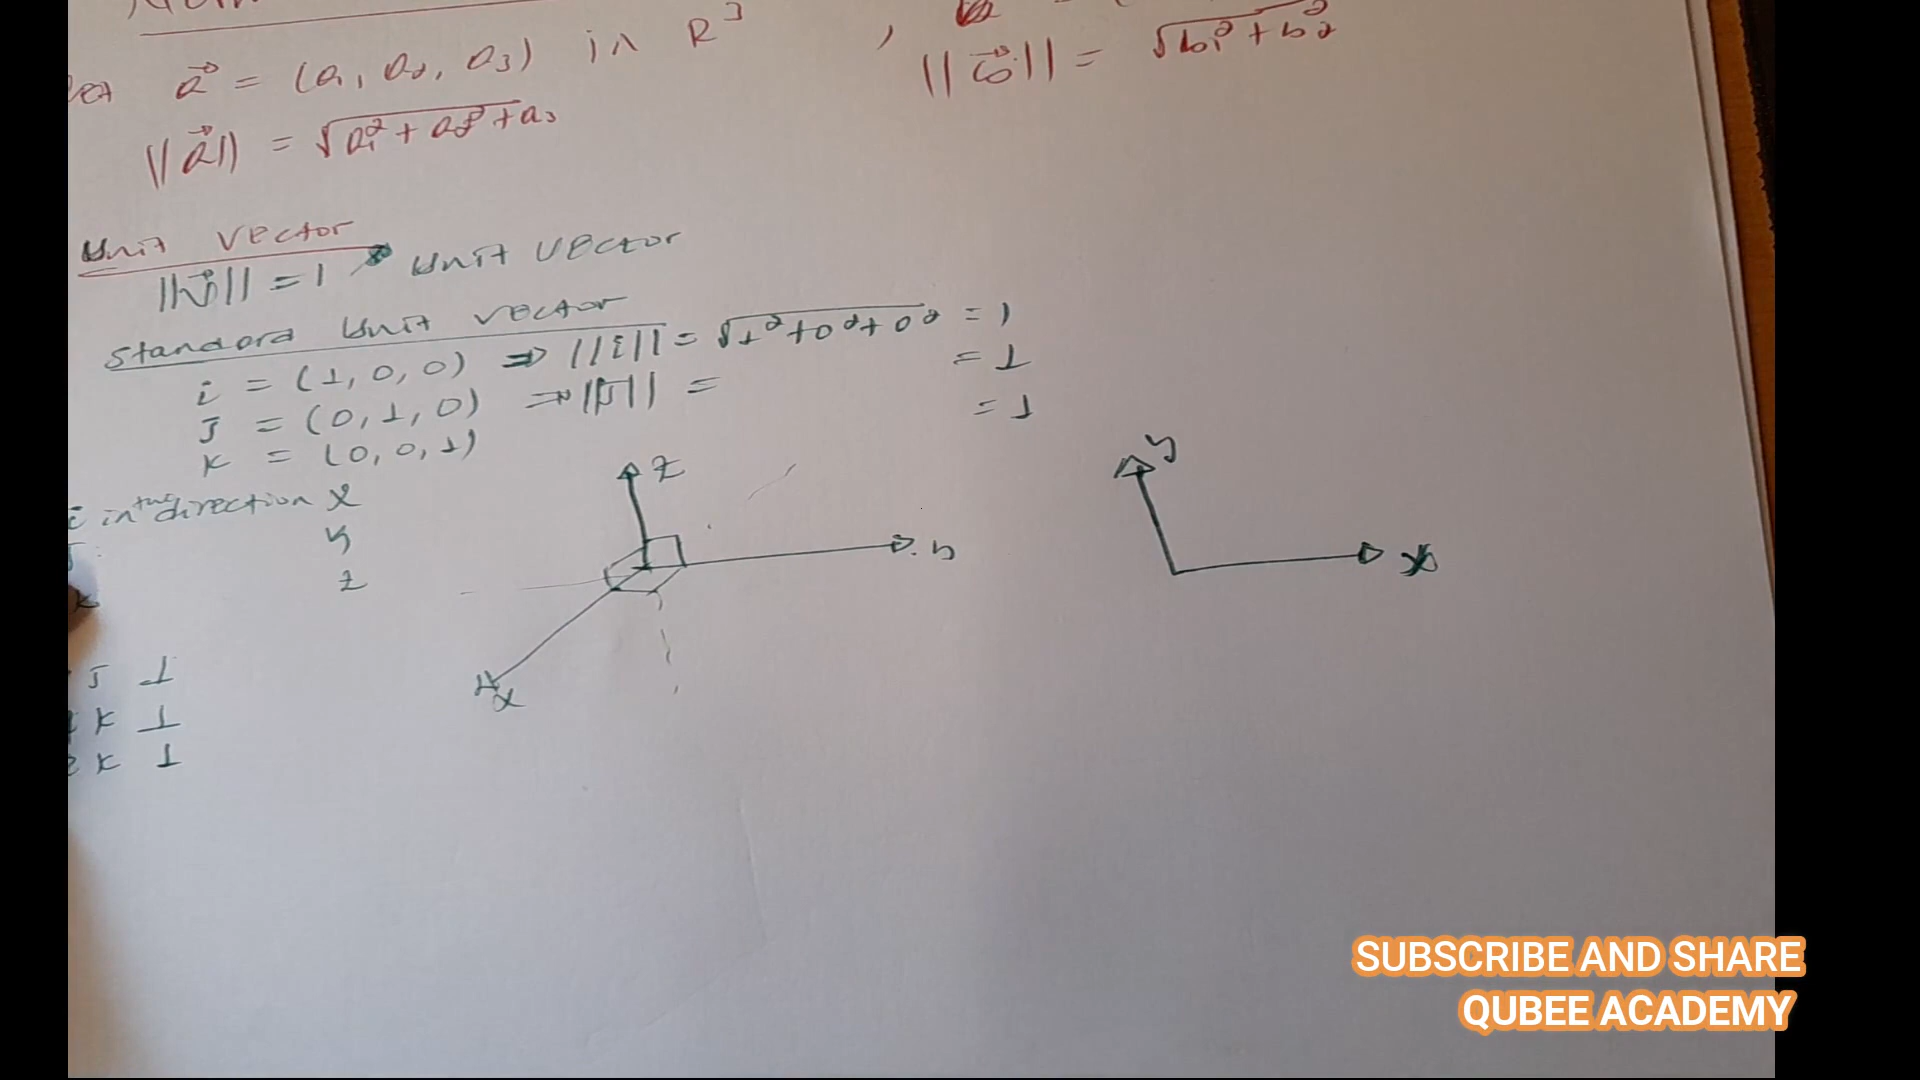 let a⃗ = (a₁, a₂, a₃) in R³ ,
||a⃗|| = √a₁² + a₂² + a₃
||b⃗|| = √b₁² + b₂²
Unit Vector
||u⃗|| = 1 → Unit Vector
Standard Unit Vector
i = (1, 0, 0) ⇒ ||i|| = √1² + 0² + 0² = 1
J = (0, 1, 0) ⇒ ||J|| = = 1
K = (0, 0, 1) = 1
i in the direction x
J y
K z
J ⊥
K ⊥
K ⊥
z
y
x
y
x
SUBSCRIBE AND SHARE
QUBEE ACADEMY